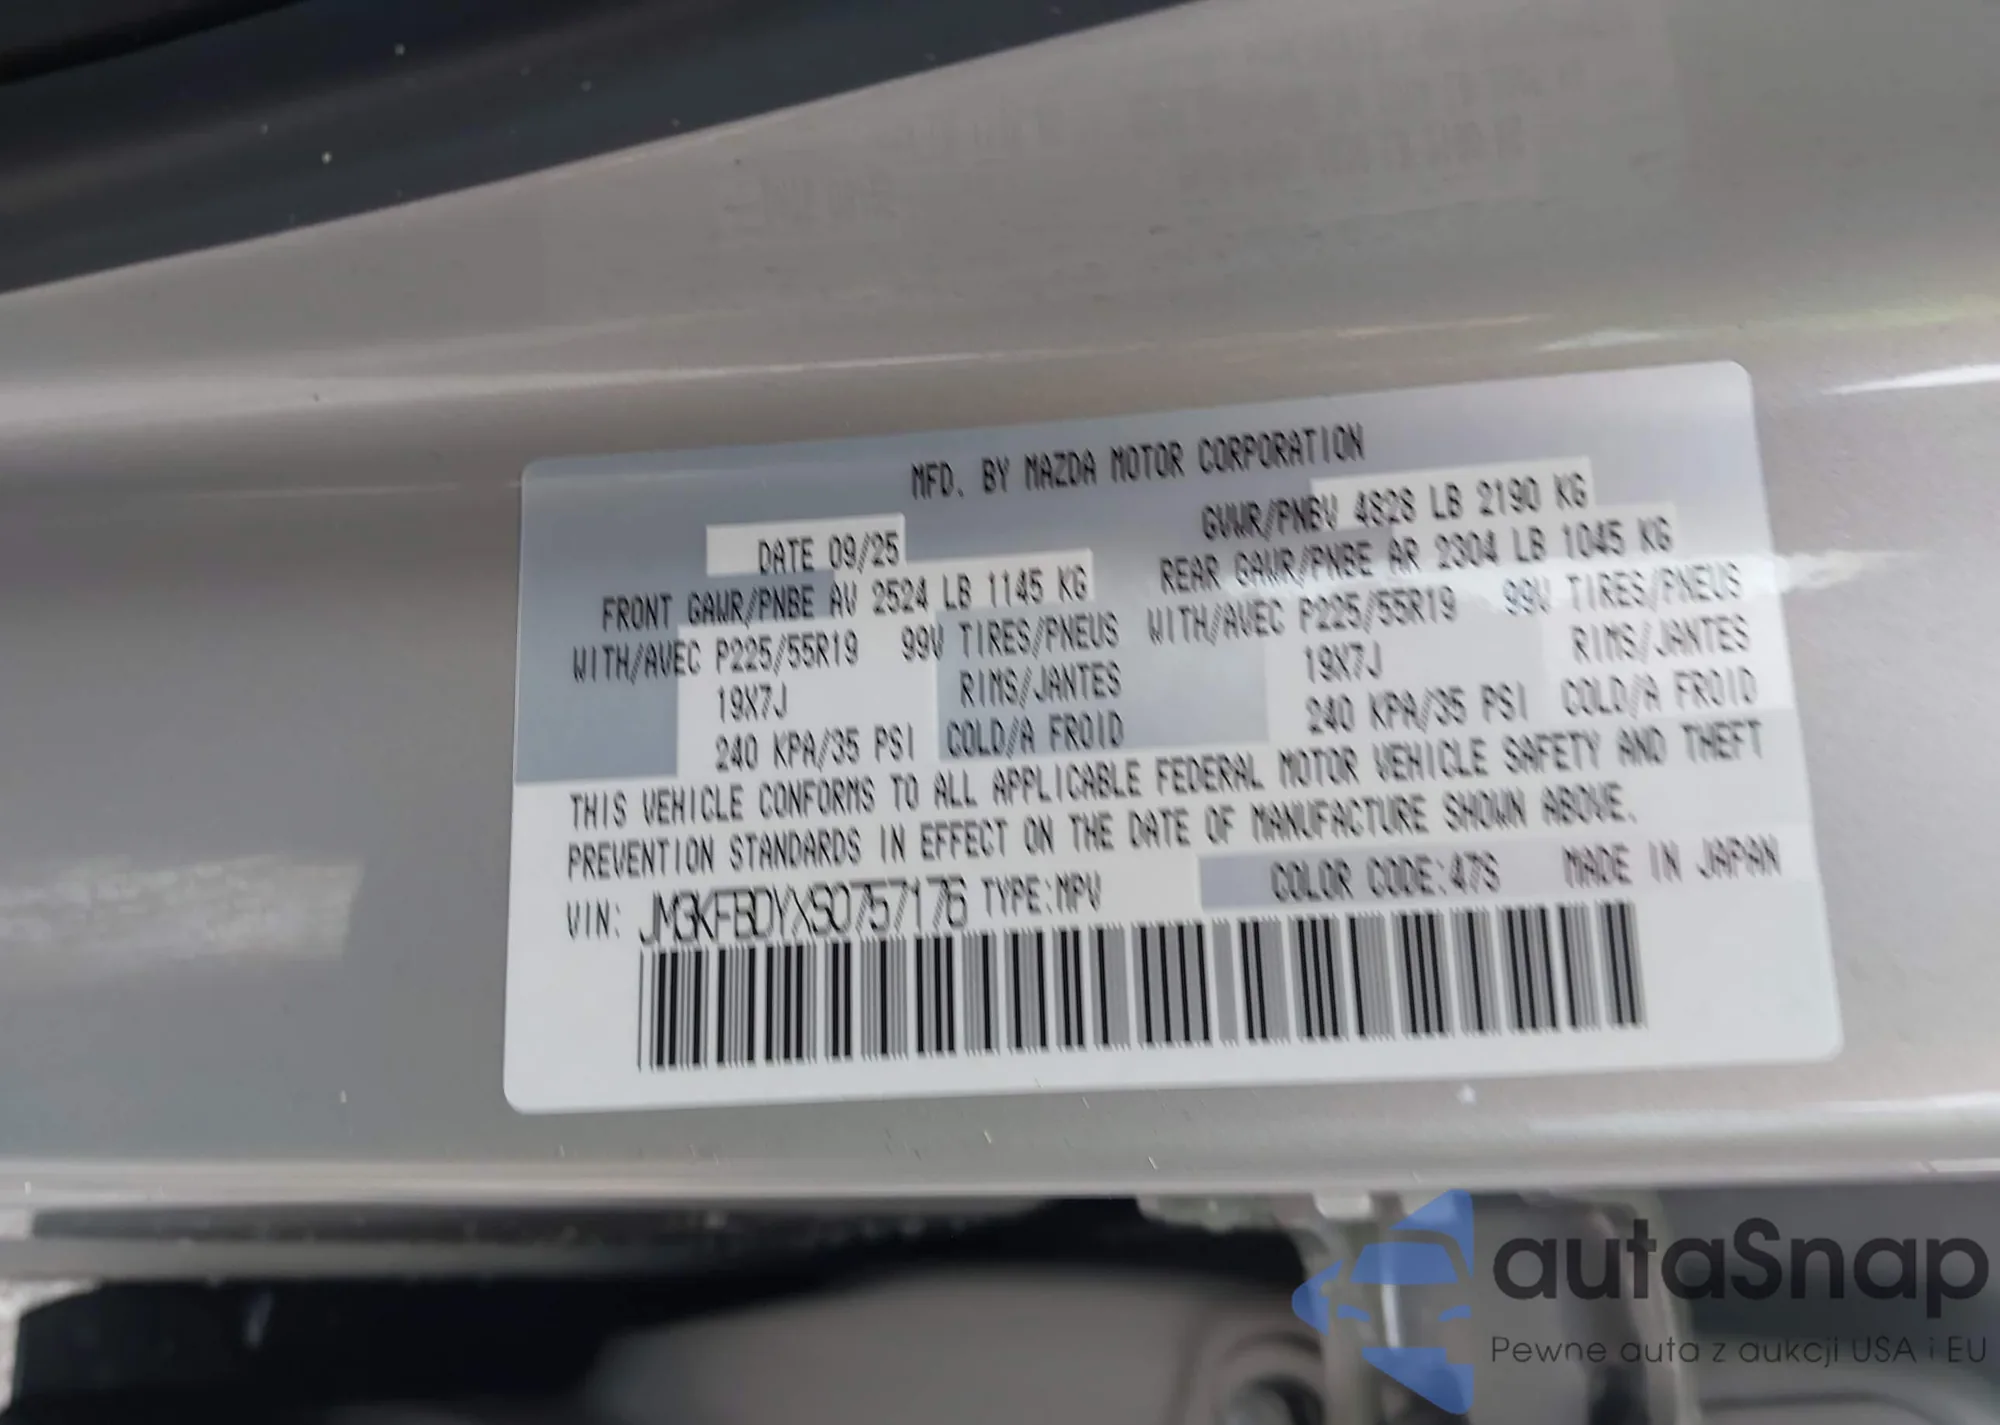 MFD. BY MAZDA MOTOR CORPORATION
DATE 09/25
GVWR/PNBV 4828 LB 2190 KG
FRONT GAWR/PNBE AV 2524 LB 1145 KG
REAR GAWR/PNBE AR 2304 LB 1045 KG
WITH/AVEC P225/55R19 99V TIRES/PNEUS
WITH/AVEC P225/55R19 99V TIRES/PNEUS
19X7J RIMS/JANTES
19X7J RIMS/JANTES
240 KPA/35 PSI COLD/A FROID
240 KPA/35 PSI COLD/A FROID
THIS VEHICLE CONFORMS TO ALL APPLICABLE FEDERAL MOTOR VEHICLE SAFETY AND THEFT
PREVENTION STANDARDS IN EFFECT ON THE DATE OF MANUFACTURE SHOWN ABOVE.
VIN: JM3KFBDYXS0757176 TYPE:MPV COLOR CODE:47S MADE IN JAPAN
autaSnap
Pewne auta z aukcji USA i EU